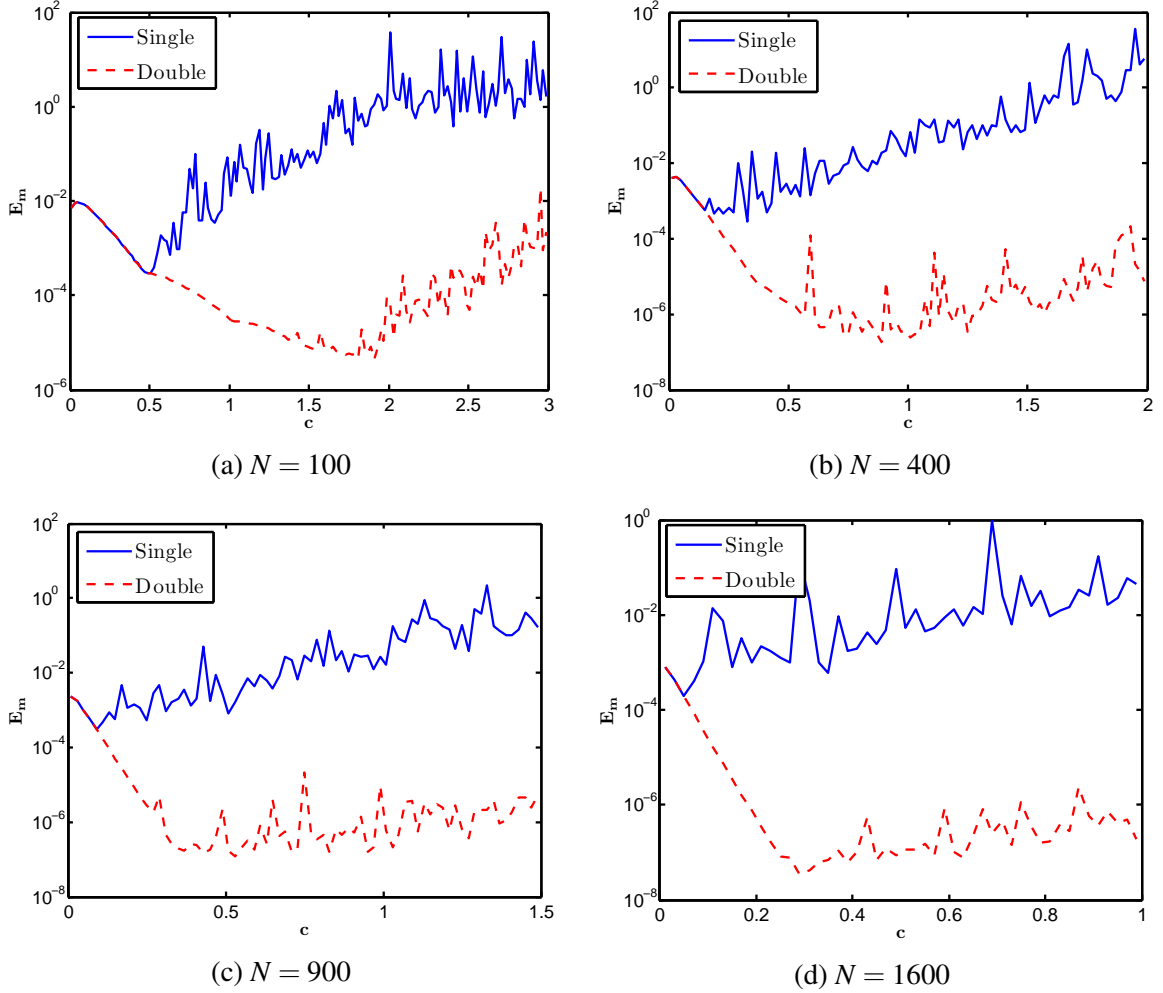 10^2
10^0
10^-2
10^-4
10^-6
E_m
Single
Double
0 0.5 1 1.5 2 2.5 3
c
(a) N = 100
10^2
10^0
10^-2
10^-4
10^-6
10^-8
E_m
Single
Double
0 0.5 1 1.5 2
c
(b) N = 400
10^2
10^0
10^-2
10^-4
10^-6
10^-8
E_m
Single
Double
0 0.5 1 1.5
c
(c) N = 900
10^0
10^-2
10^-4
10^-6
10^-8
E_m
Single
Double
0 0.2 0.4 0.6 0.8 1
c
(d) N = 1600